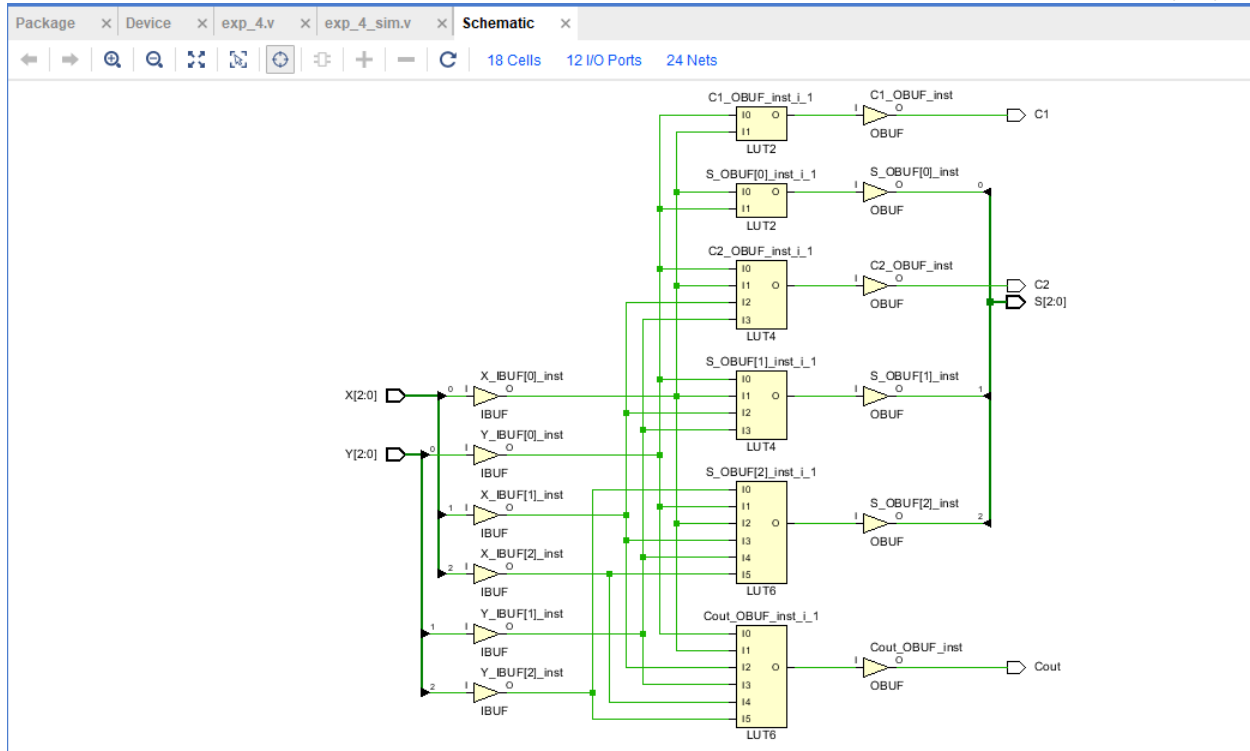 Package × Device × exp_4.v × exp_4_sim.v × Schematic ×
18 Cells 12 I/O Ports 24 Nets
C1_OBUF_inst_i_1
I0 O
I1
LUT2
C1_OBUF_inst
I O
OBUF
C1
S_OBUF[0]_inst_i_1
I0 O
I1
LUT2
S_OBUF[0]_inst
I O
OBUF
0
C2_OBUF_inst_i_1
I0
I1 O
I2
I3
LUT4
C2_OBUF_inst
I O
OBUF
C2
S[2:0]
S_OBUF[1]_inst_i_1
I0
I1 O
I2
I3
LUT4
S_OBUF[1]_inst
I O
OBUF
1
X[2:0]
0
X_IBUF[0]_inst
I O
IBUF
Y[2:0]
0
Y_IBUF[0]_inst
I O
IBUF
1
X_IBUF[1]_inst
I O
IBUF
2
X_IBUF[2]_inst
I O
IBUF
1
Y_IBUF[1]_inst
I O
IBUF
2
Y_IBUF[2]_inst
I O
IBUF
S_OBUF[2]_inst_i_1
I0
I1
I2 O
I3
I4
I5
LUT6
S_OBUF[2]_inst
I O
OBUF
2
Cout_OBUF_inst_i_1
I0
I1
I2 O
I3
I4
I5
LUT6
Cout_OBUF_inst
I O
OBUF
Cout